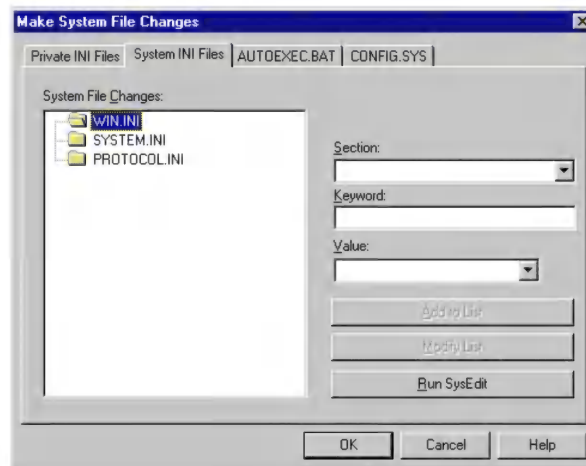 Make System File Changes
Private INI Files System INI Files AUTOEXEC.BAT CONFIG.SYS
System File Changes:
WIN.INI
SYSTEM.INI
PROTOCOL.INI
Section:
Keyword:
Value:
Add to List
Modify List
Run SysEdit
OK Cancel Help